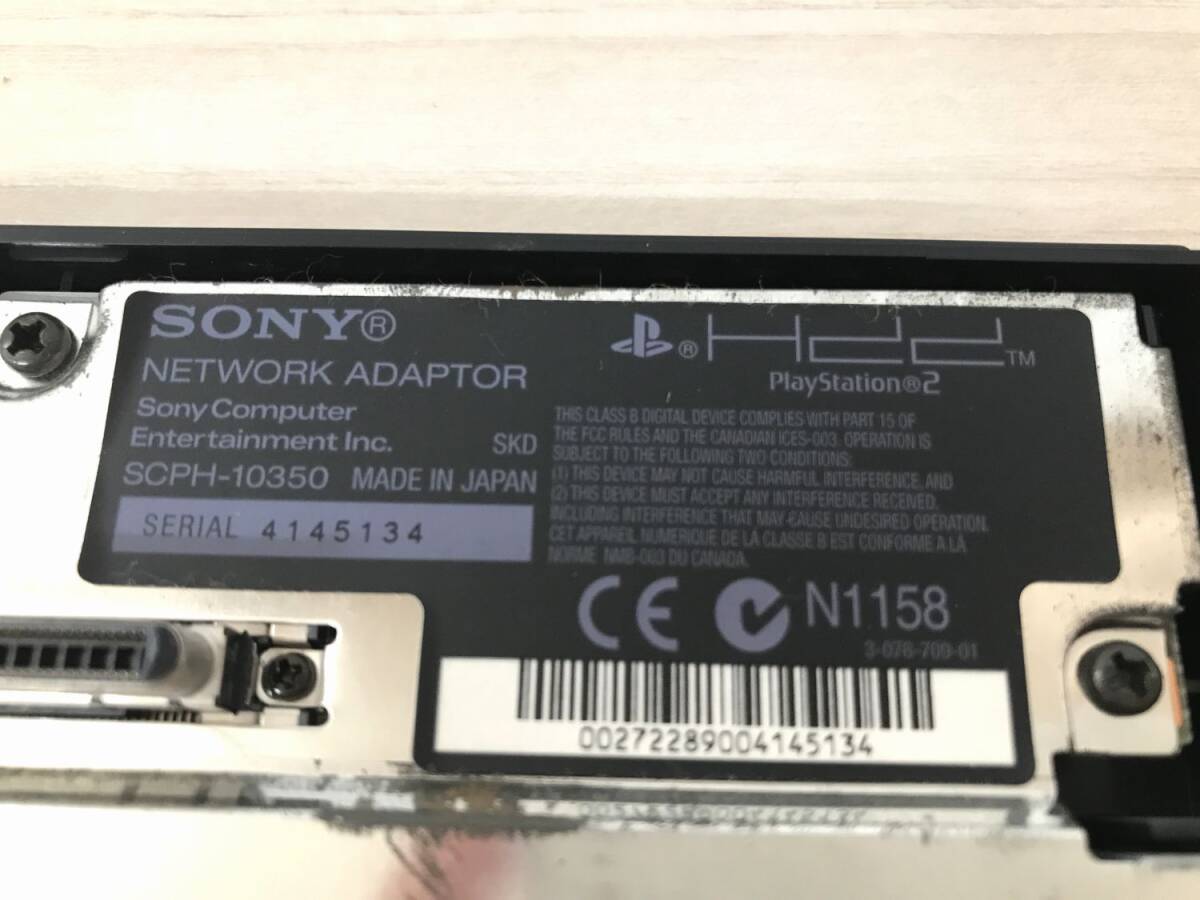 SONY®
NETWORK ADAPTOR
Sony Computer
Entertainment Inc. SKD
SCPH-10350 MADE IN JAPAN
SERIAL 4145134
® HDD TM
PlayStation®2
THIS CLASS B DIGITAL DEVICE COMPLIES WITH PART 15 OF
THE FCC RULES AND THE CANADIAN ICES-003. OPERATION IS
SUBJECT TO THE FOLLOWING TWO CONDITIONS:
(1) THIS DEVICE MAY NOT CAUSE HARMFUL INTERFERENCE, AND
(2) THIS DEVICE MUST ACCEPT ANY INTERFERENCE RECEIVED,
INCLUDING INTERFERENCE THAT MAY CAUSE UNDESIRED OPERATION.
CET APPAREIL NUMERIQUE DE LA CLASSE B EST CONFORME A LÀ
NORME NMB-003 DU CANADA.
CE N1158
3-078-709-01
00272289004145134